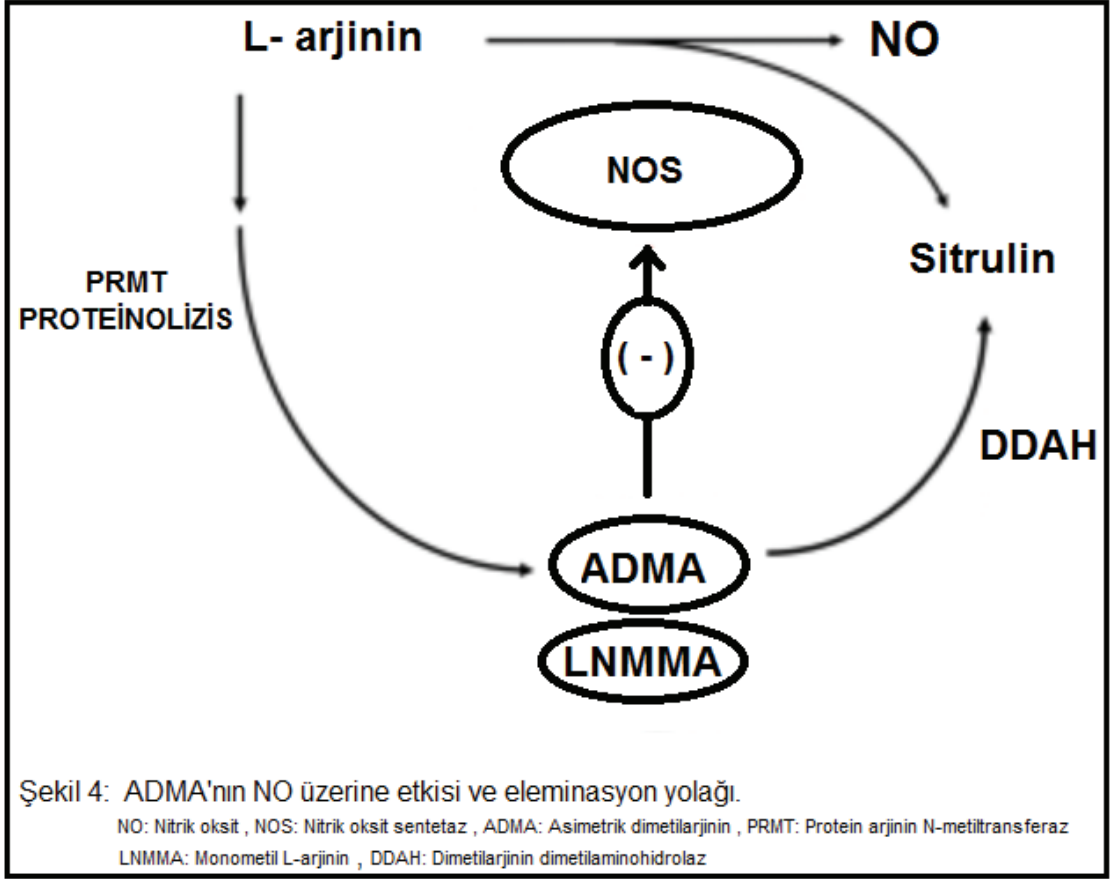 L- arjinin
NO
NOS
Sitrulin
PRMT
PROTEİNOLİZİS
( - )
DDAH
ADMA
LNMMA
Şekil 4: ADMA'nın NO üzerine etkisi ve eleminasyon yolağı.
NO: Nitrik oksit , NOS: Nitrik oksit sentetaz , ADMA: Asimetrik dimetilarjinin , PRMT: Protein arjinin N-metiltransferaz
LNMMA: Monometil L-arjinin , DDAH: Dimetilarjinin dimetilaminohidrolaz